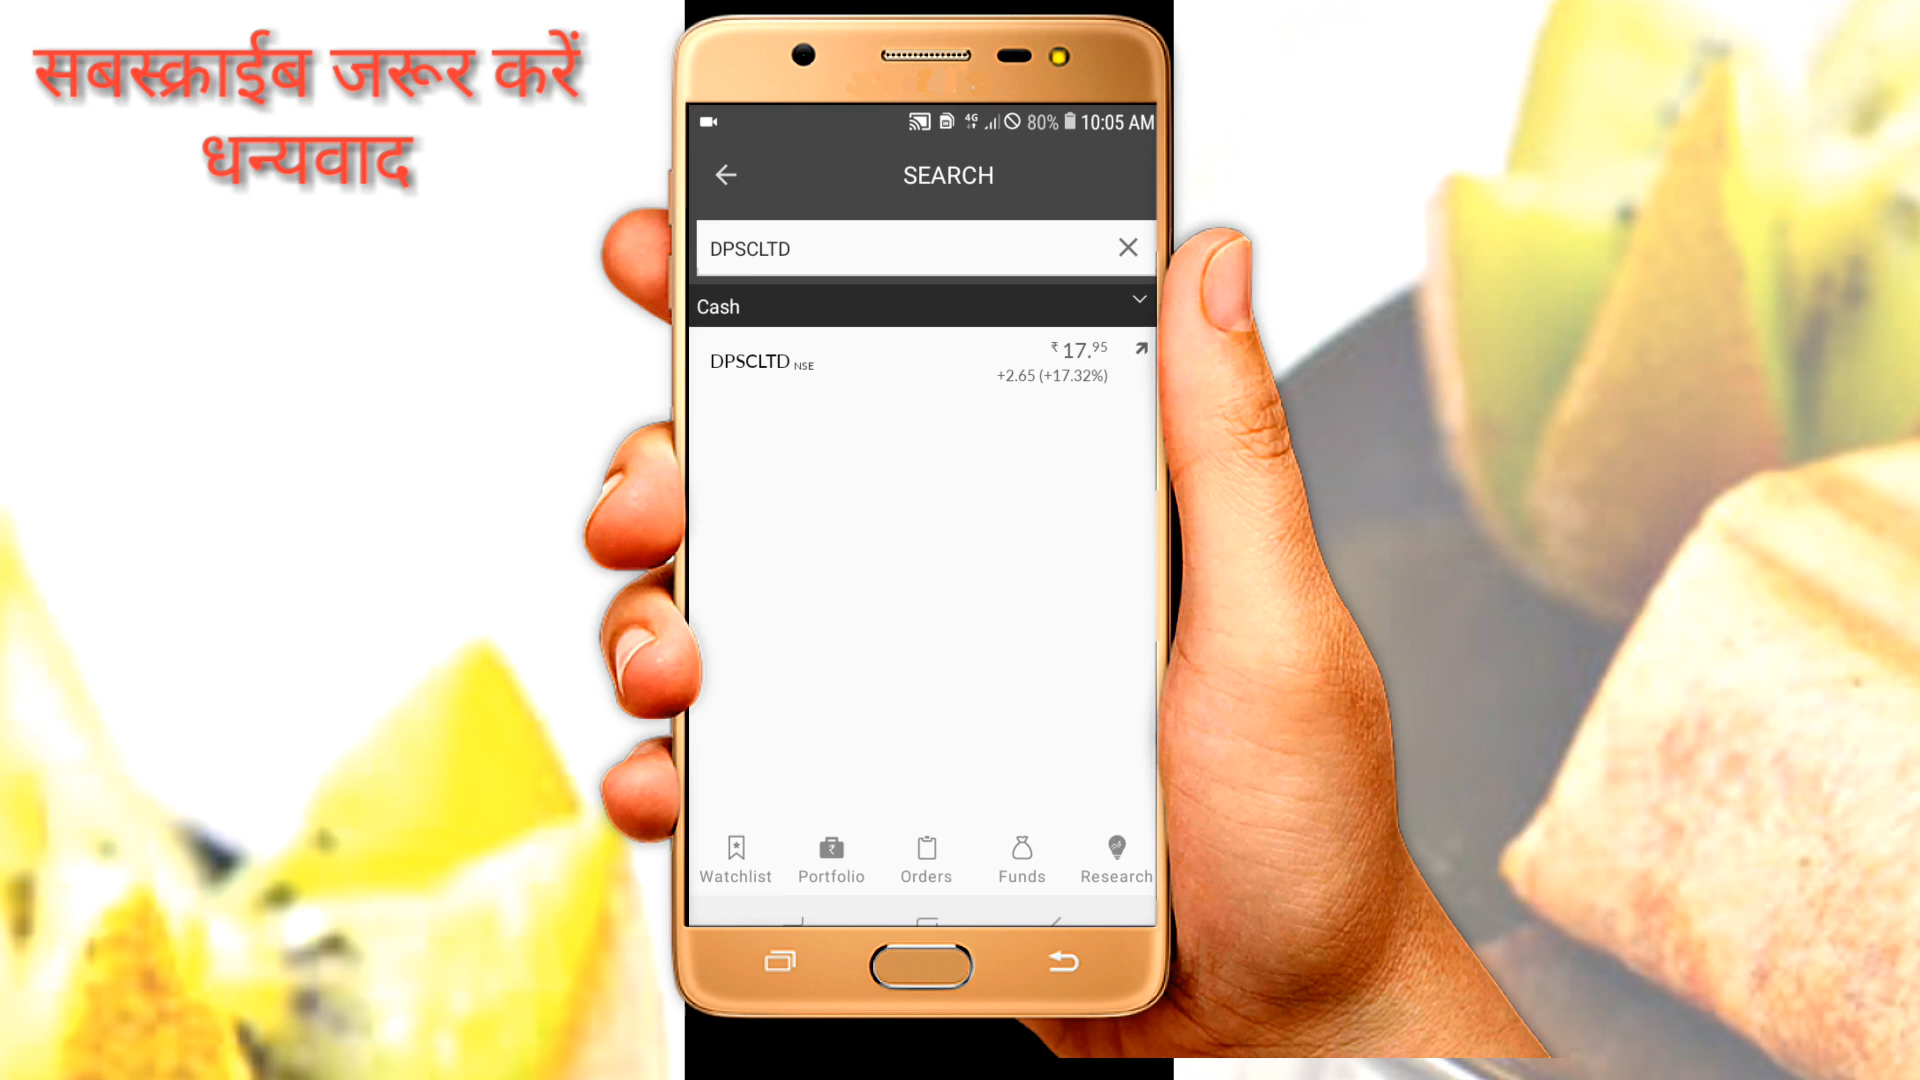 सबस्क्राईब जरूर करें
धन्यवाद
4G 80% 10:05 AM
SEARCH
DPSCLTD
Cash
DPSCLTD NSE
₹ 17.95
+2.65 (+17.32%)
Watchlist Portfolio Orders Funds Research